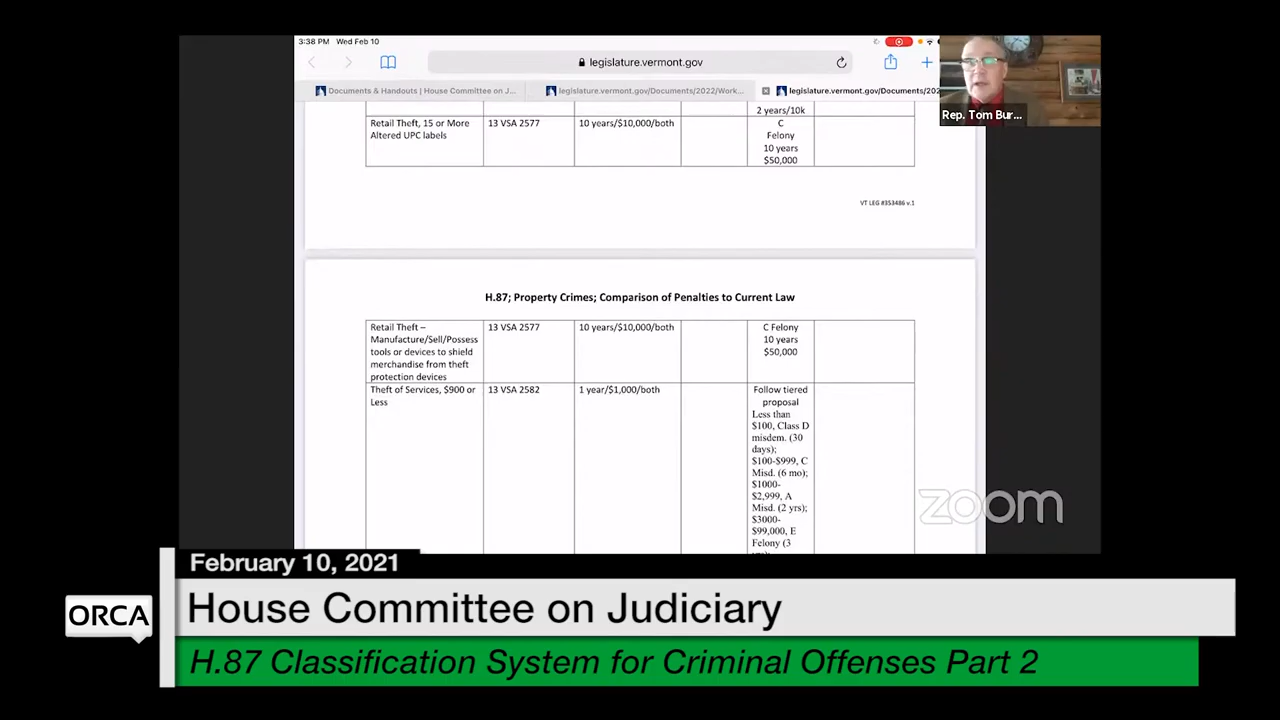 3:38 PM Wed Feb 10
legislature.vermont.gov
Documents & Handouts | House Committee on J...
legislature.vermont.gov/Documents/2022/Work...
legislature.vermont.gov/Documents/202
Rep. Tom Bur...
2 years/10k
Retail Theft, 15 or More
Altered UPC labels
13 VSA 2577
10 years/$10,000/both
C
Felony
10 years
$50,000
VT LEG #353486 v.1
H.87; Property Crimes; Comparison of Penalties to Current Law
Retail Theft –
Manufacture/Sell/Possess
tools or devices to shield
merchandise from theft
protection devices
13 VSA 2577
10 years/$10,000/both
C Felony
10 years
$50,000
Theft of Services, $900 or
Less
13 VSA 2582
1 year/$1,000/both
Follow tiered
proposal
Less than
$100, Class D
misdem. (30
days);
$100-$999, C
Misd. (6 mo);
$1000-
$2,999, A
Misd. (2 yrs);
$3000-
$99,000, E
Felony (3
zoom
February 10, 2021
ORCA
House Committee on Judiciary
H.87 Classification System for Criminal Offenses Part 2